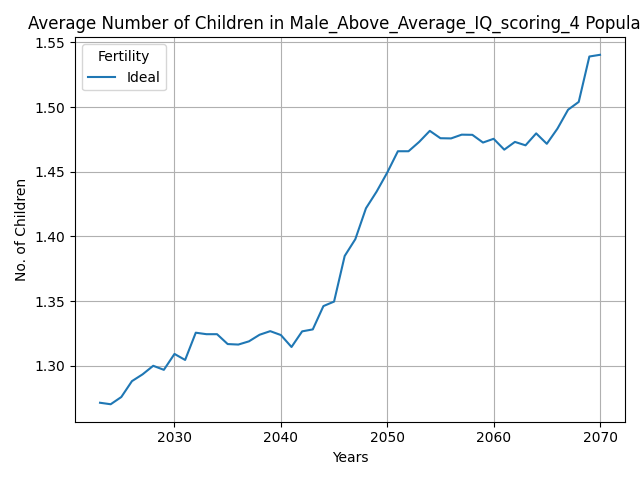 Average Number of Children in Male_Above_Average_IQ_scoring_4 Popula
Fertility
Ideal
No. of Children
1.55
1.50
1.45
1.40
1.35
1.30
2030 2040 2050 2060 2070
Years